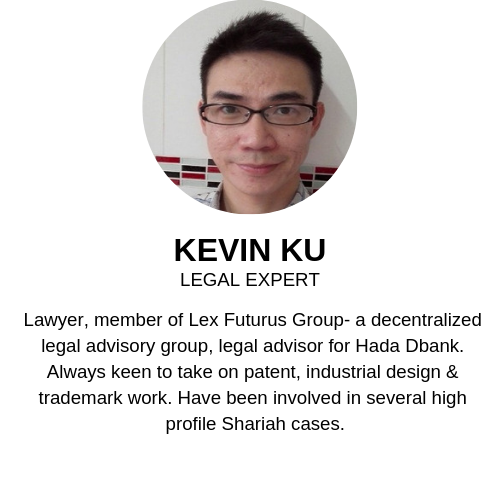 KEVIN KU
LEGAL EXPERT
Lawyer, member of Lex Futurus Group- a decentralized
legal advisory group, legal advisor for Hada Dbank.
Always keen to take on patent, industrial design &
trademark work. Have been involved in several high
profile Shariah cases.